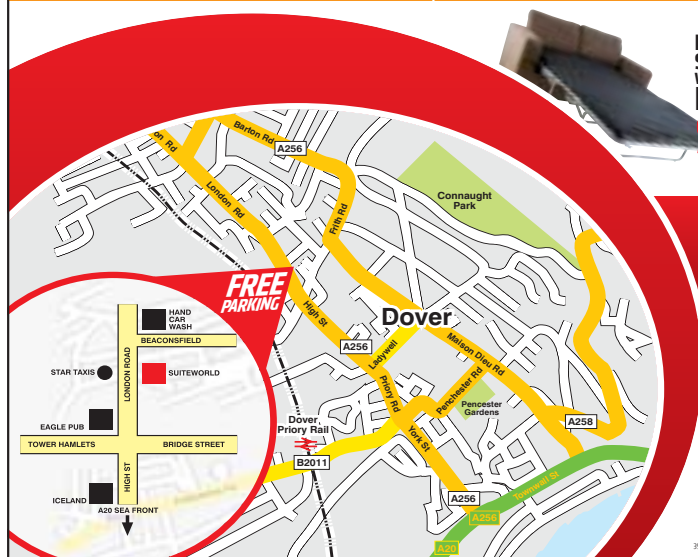 Barton Rd
A256
on Rd
London Rd
Frith Rd
Connaught
Park
FREE
PARKING
High St
Dover
A256
Ladywell
Maison Dieu Rd
Priory Rd
Penchester Rd
Pencester
Gardens
A258
York St
Dover
Priory Rail
B2011
Townwall St
A256
A256
A20
HAND
CAR
WASH
BEACONSFIELD
LONDON ROAD
STAR TAXIS
SUITEWORLD
EAGLE PUB
TOWER HAMLETS
BRIDGE STREET
HIGH ST
ICELAND
A20 SEA FRONT